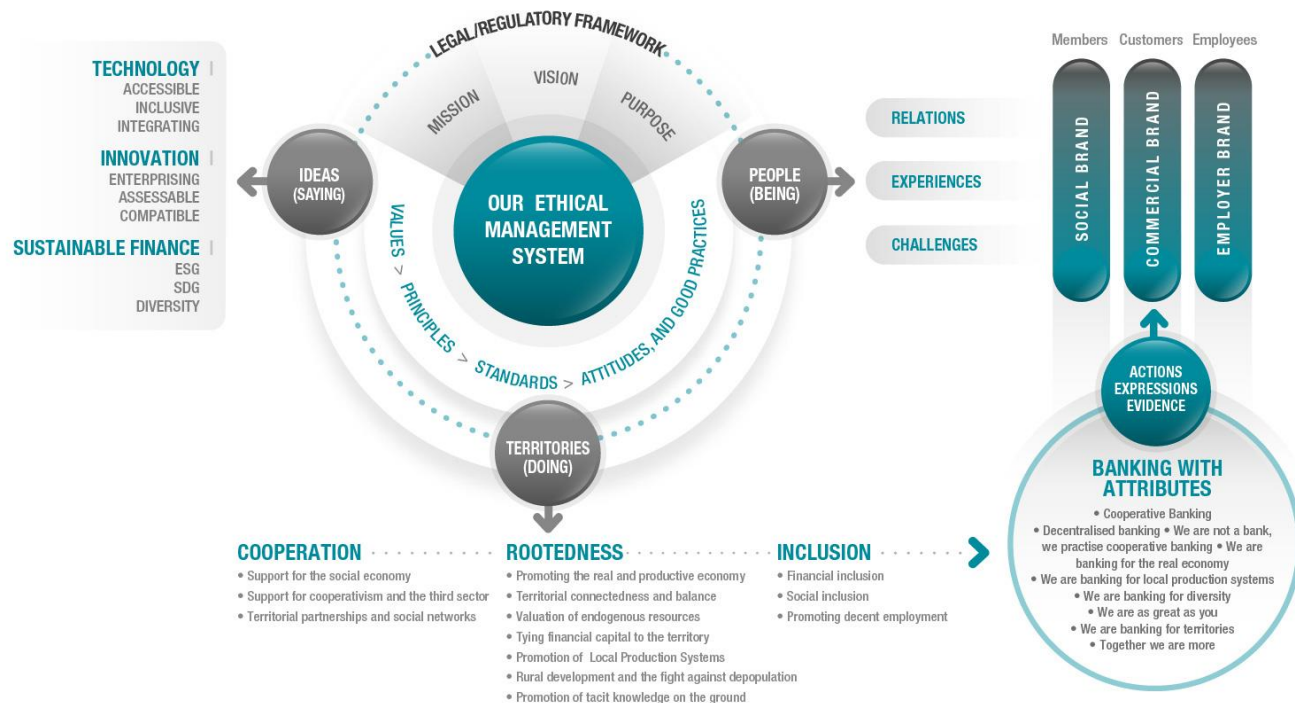 TECHNOLOGY
ACCESSIBLE
INCLUSIVE
INTEGRATING
INNOVATION
ENTERPRISING
ASSESSABLE
COMPATIBLE
SUSTAINABLE FINANCE
ESG
SDG
DIVERSITY
LEGAL/REGULATORY FRAMEWORK
MISSION
VISION
PURPOSE
IDEAS
(SAYING)
PEOPLE
(BEING)
OUR ETHICAL
MANAGEMENT
SYSTEM
VALUES > PRINCIPLES > STANDARDS > ATTITUDES, AND GOOD PRACTICES
TERRITORIES
(DOING)
RELATIONS
EXPERIENCES
CHALLENGES
Members Customers Employees
SOCIAL BRAND
COMMERCIAL BRAND
EMPLOYER BRAND
ACTIONS
EXPRESSIONS
EVIDENCE
BANKING WITH
ATTRIBUTES
• Cooperative Banking
• Decentralised banking • We are not a bank,
we practise cooperative banking • We are
banking for the real economy
• We are banking for local production systems
• We are banking for diversity
• We are as great as you
• We are banking for territories
• Together we are more
COOPERATION
• Support for the social economy
• Support for cooperativism and the third sector
• Territorial partnerships and social networks
ROOTEDNESS
• Promoting the real and productive economy
• Territorial connectedness and balance
• Valuation of endogenous resources
• Tying financial capital to the territory
• Promotion of Local Production Systems
• Rural development and the fight against depopulation
• Promotion of tacit knowledge on the ground
INCLUSION
• Financial inclusion
• Social inclusion
• Promoting decent employment